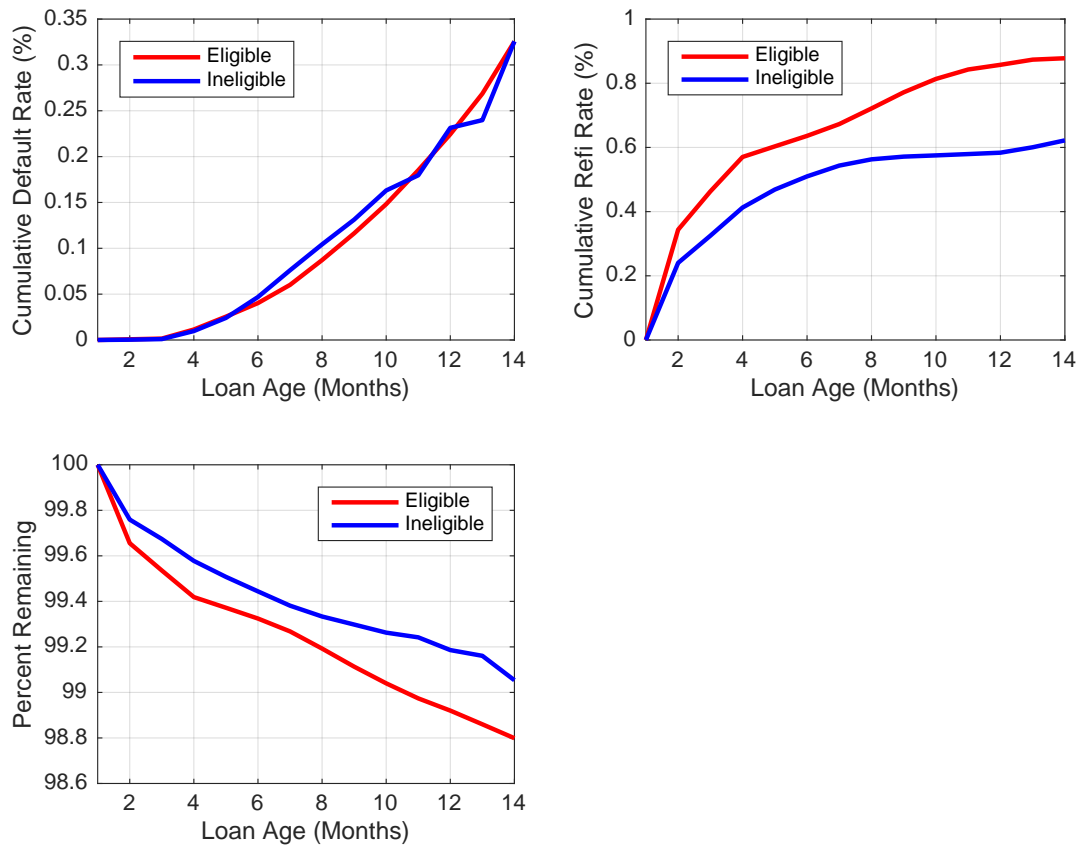 0.35
0.3
0.25
0.2
0.15
0.1
0.05
0
Cumulative Default Rate (%)
Eligible
Ineligible
2 4 6 8 10 12 14
Loan Age (Months)
1
0.8
0.6
0.4
0.2
0
Cumulative Refi Rate (%)
Eligible
Ineligible
2 4 6 8 10 12 14
Loan Age (Months)
100
99.8
99.6
99.4
99.2
99
98.8
98.6
Percent Remaining
Eligible
Ineligible
2 4 6 8 10 12 14
Loan Age (Months)